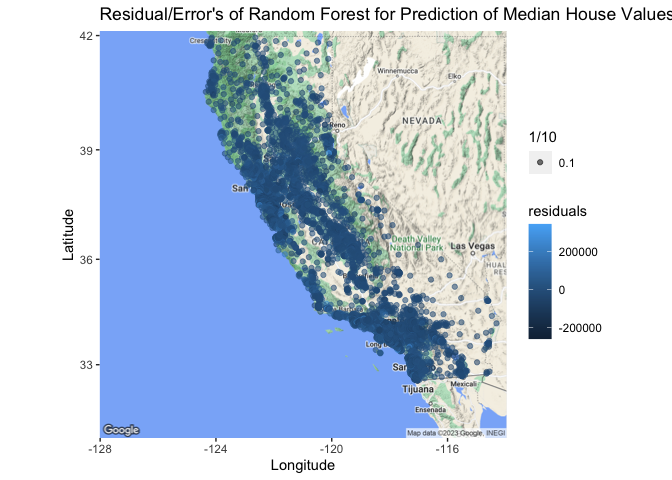 Residual/Error's of Random Forest for Prediction of Median House Values
42
39
36
33
Latitude
Winnemucca
Elko
Reno
NEVADA
San
Death Valley
National Park
Las Vegas
HUAL
RES
Long B
San
Tijuana
Mexicali
Ensenada
Google
Map data ©2023 Google, INEGI
-128
-124
-120
-116
Longitude
1/10
0.1
residuals
200000
0
-200000